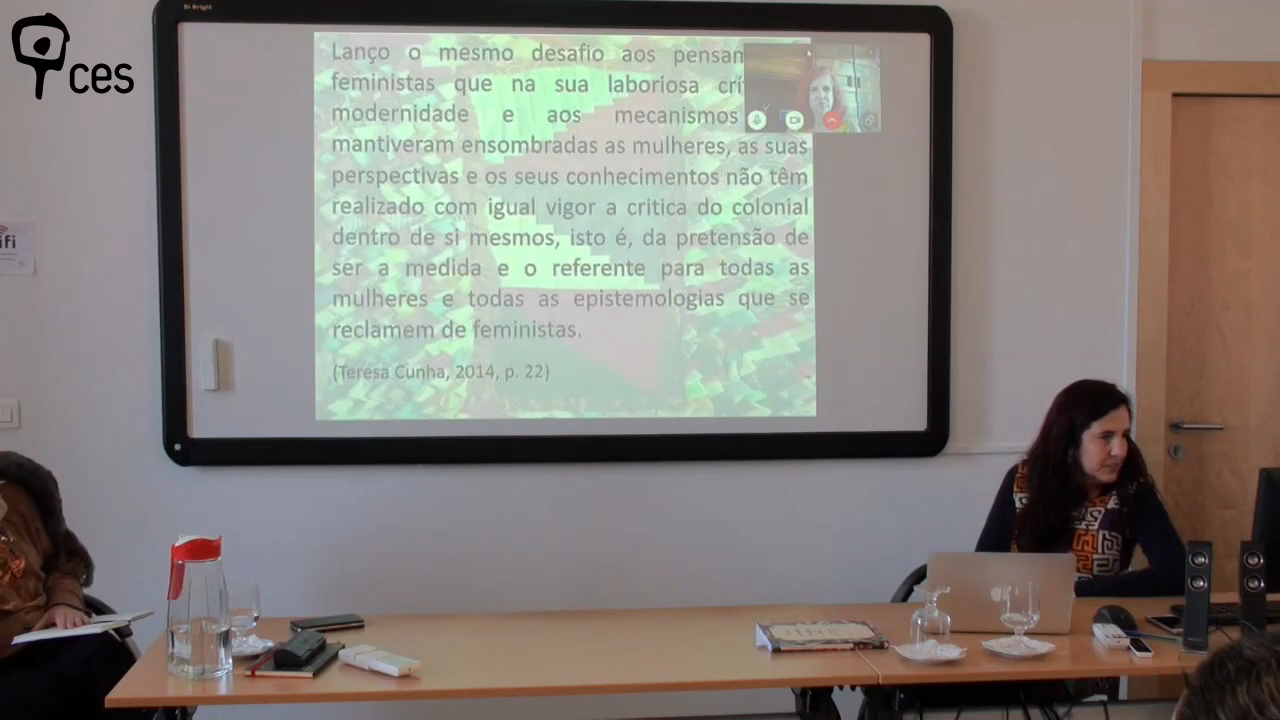 Bi-Bright
ces
Lanço o mesmo desafio aos
feministas que na sua laboriosa
modernidade e aos mecanismos
mantiveram ensombradas as mulheres, as suas
perspectivas e os seus conhecimentos não têm
realizado com igual vigor a critica do colonial
dentro de si mesmos, isto é, da pretensão de
ser a medida e o referente para todas as
mulheres e todas as epistemologias que se
reclamem de feministas.
(Teresa Cunha, 2014, p. 22)